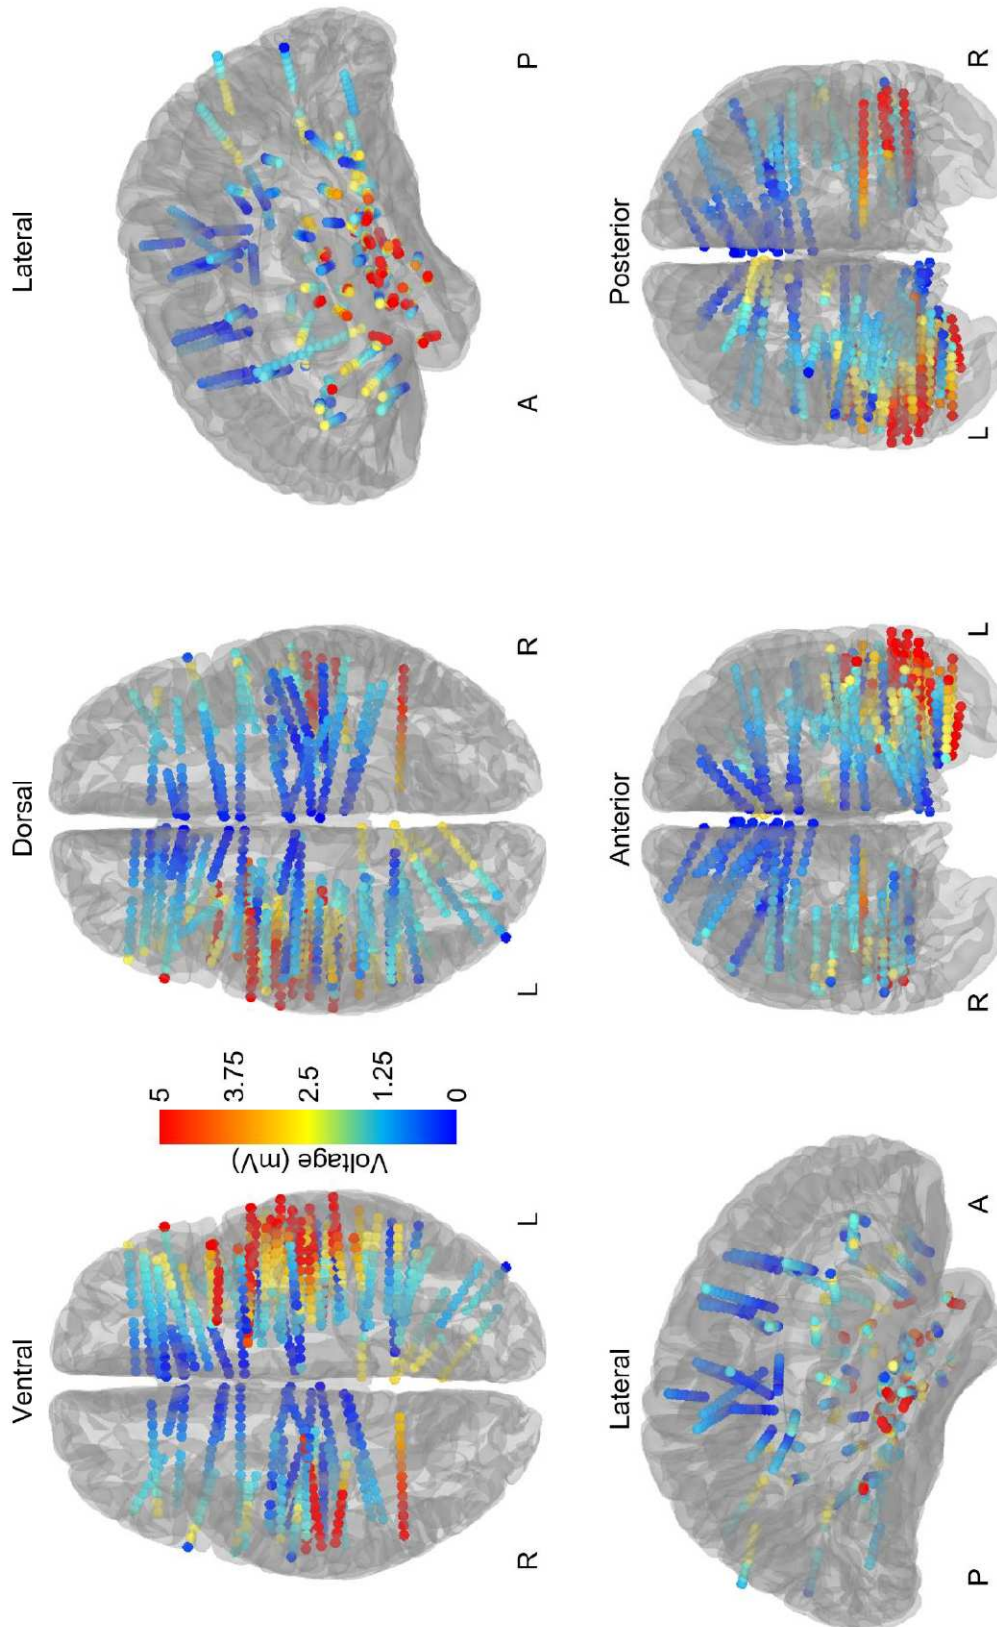 Lateral
A
P
Posterior
L
R
Dorsal
L
R
Anterior
R
L
5
3.75
2.5
1.25
0
Voltage (mV)
Ventral
R
L
Lateral
P
A